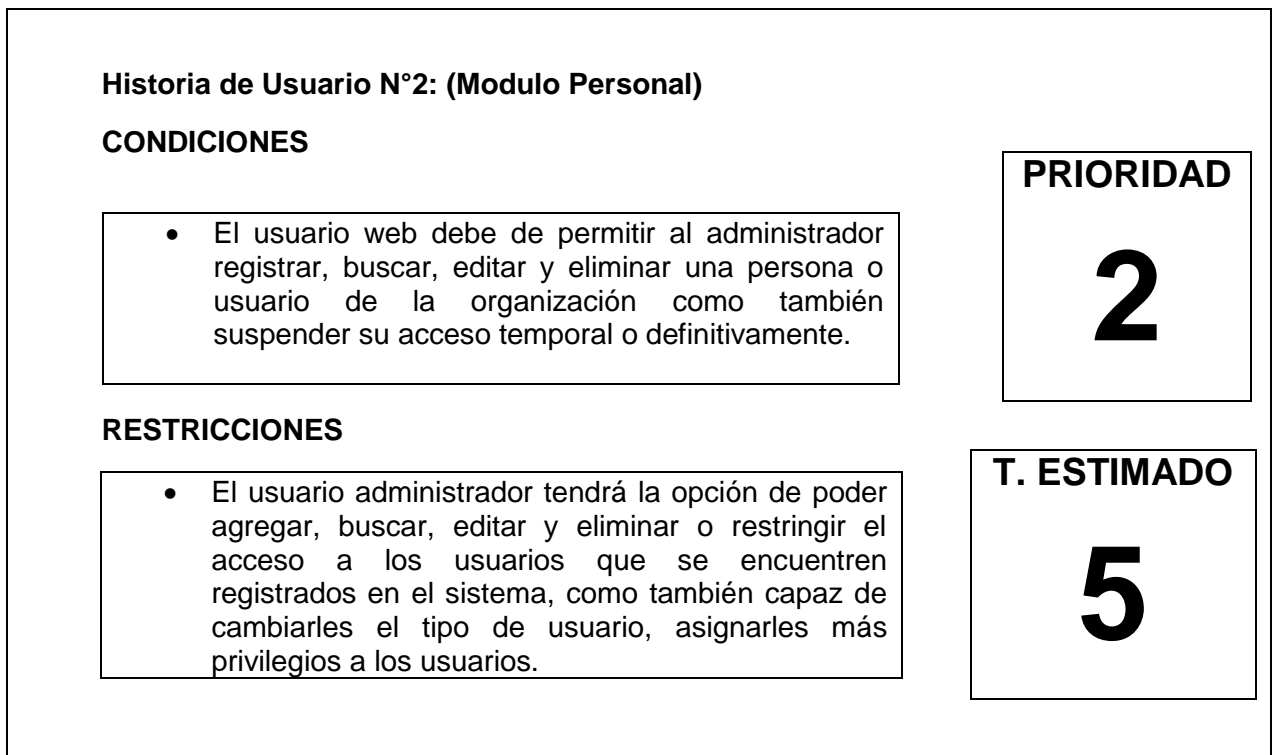 Historia de Usuario N°2: (Modulo Personal)
CONDICIONES
PRIORIDAD
2
• El usuario web debe de permitir al administrador
registrar, buscar, editar y eliminar una persona o
usuario de la organización como también
suspender su acceso temporal o definitivamente.
RESTRICCIONES
T. ESTIMADO
5
• El usuario administrador tendrá la opción de poder
agregar, buscar, editar y eliminar o restringir el
acceso a los usuarios que se encuentren
registrados en el sistema, como también capaz de
cambiarles el tipo de usuario, asignarles más
privilegios a los usuarios.